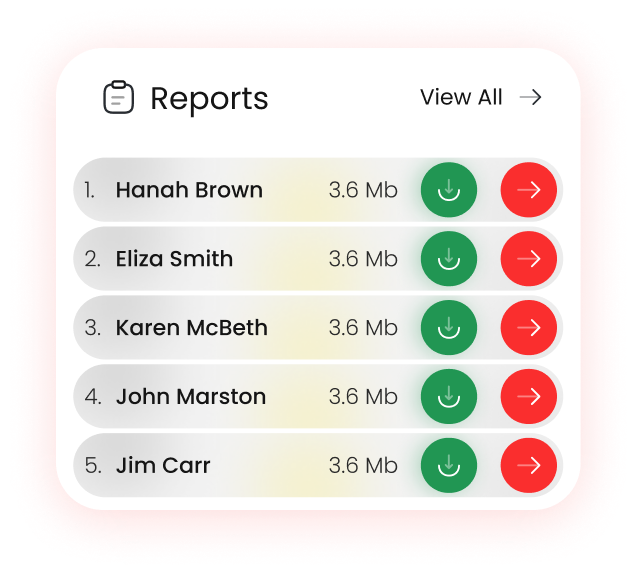 Reports View All
1. Hanah Brown 3.6 Mb
2. Eliza Smith 3.6 Mb
3. Karen McBeth 3.6 Mb
4. John Marston 3.6 Mb
5. Jim Carr 3.6 Mb